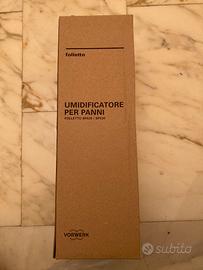 folletto
UMIDIFICATORE
PER PANNI
VORWERK
subito